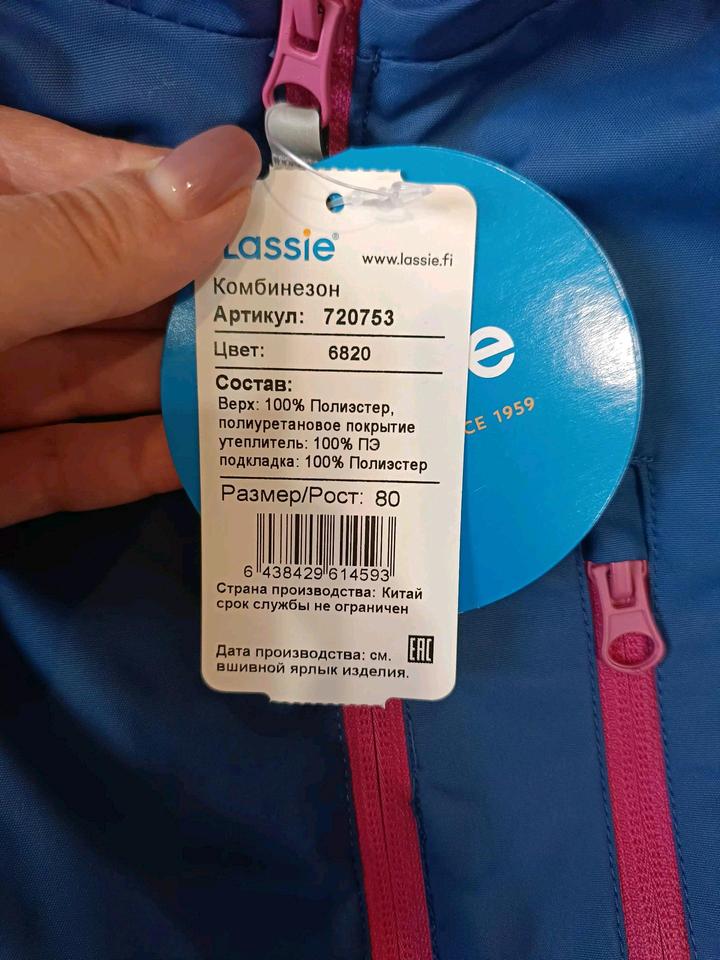 Lassie®
www.lassie.fi
Комбинезон
Артикул: 720753
Цвет: 6820
Состав:
Верх: 100% Полиэстер,
полиуретановое покрытие
утеплитель: 100% ПЭ
подкладка: 100% Полиэстер
Размер/Рост: 80
6 438429 614593
Страна производства: Китай
срок службы не ограничен
Дата производства: см.
вшивной ярлык изделия.
EAC
e
CE 1959